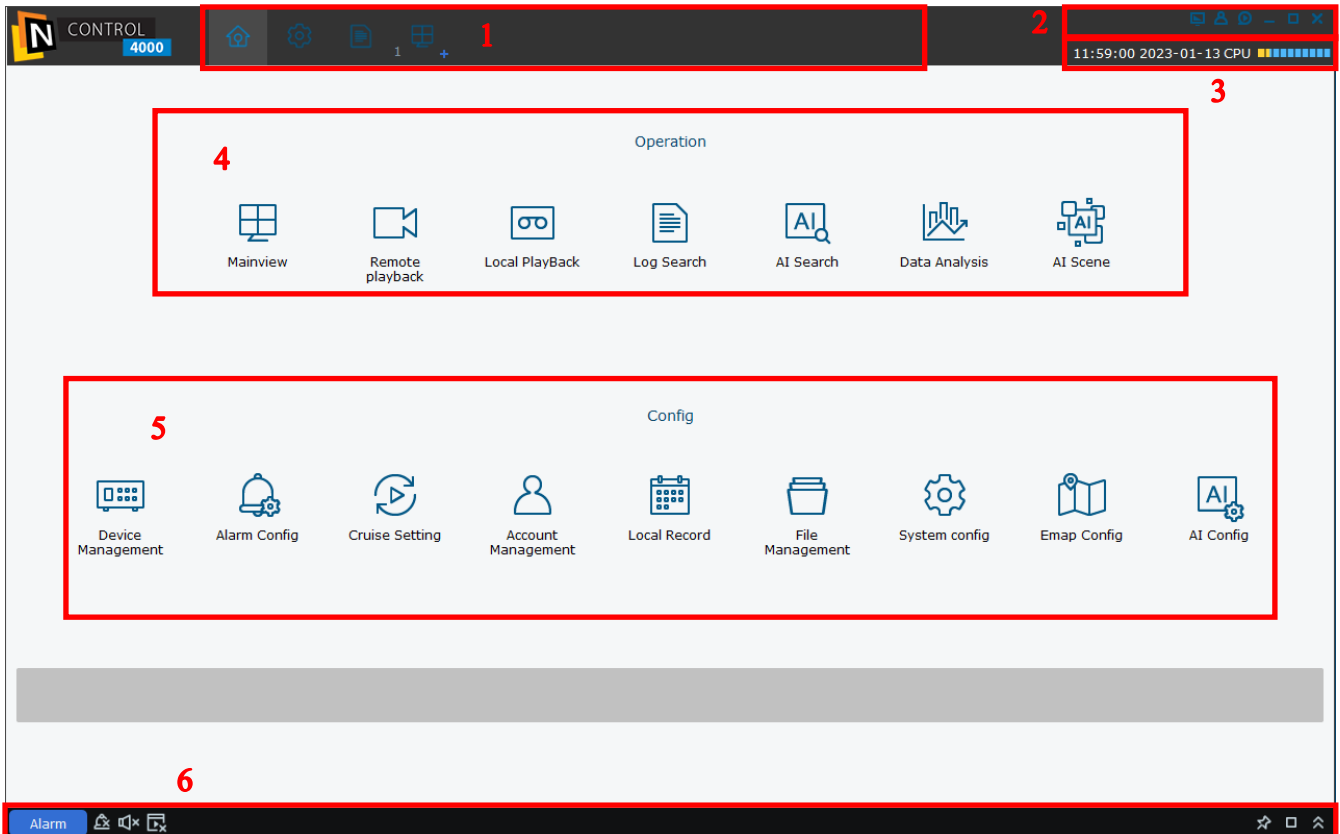 N CONTROL
4000
1
1
+
2
11:59:00 2023-01-13 CPU
3
4
Operation
Mainview
Remote
playback
Local PlayBack
Log Search
AI
AI Search
Data Analysis
AI
AI Scene
5
Config
Device
Management
Alarm Config
Cruise Setting
Account
Management
Local Record
File
Management
System config
Emap Config
AI
AI Config
6
Alarm